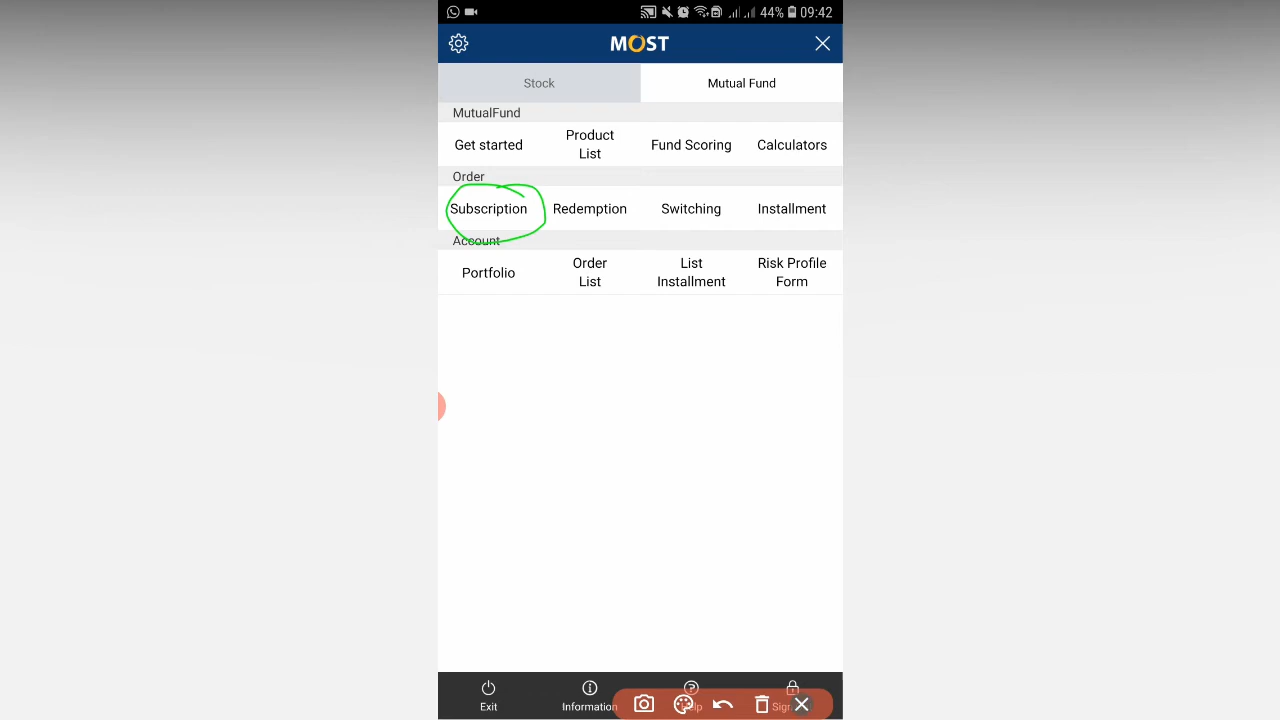 44% 09:42
MOST
Stock Mutual Fund
MutualFund
Get started Product List Fund Scoring Calculators
Order
Subscription Redemption Switching Installment
Account
Portfolio Order List List Installment Risk Profile Form
Exit Information